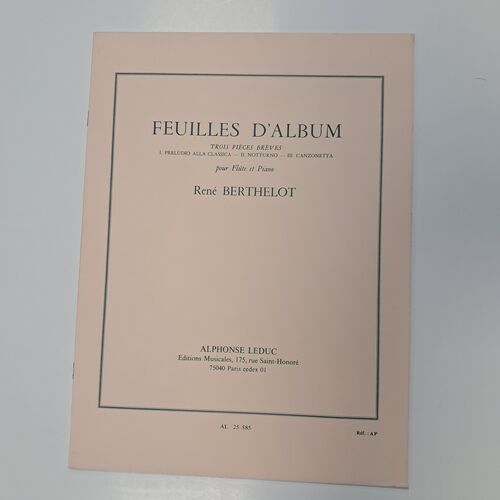 FEUILLES D'ALBUM
TROIS PIÈCES BRÈVES
I. PRELUDIO ALLA CLASSICA — II. NOTTURNO — III. CANZONETTA
pour Flûte et Piano
René BERTHELOT
ALPHONSE LEDUC
Editions Musicales, 175, rue Saint-Honoré
75040 Paris cedex 01
AL 25 585
Réf. : AP